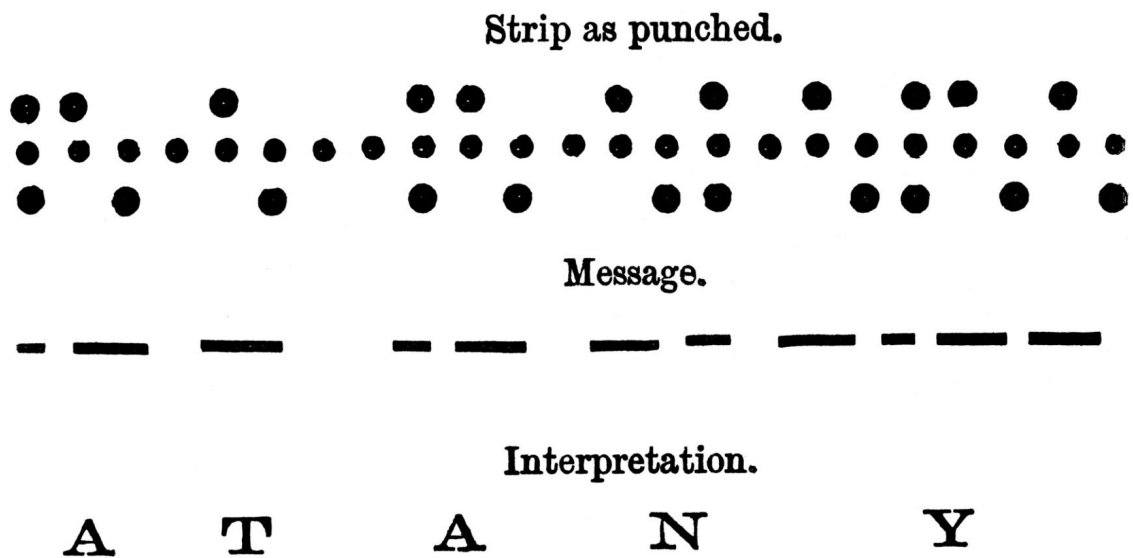 Strip as punched.
Message.
Interpretation.
A T A N Y